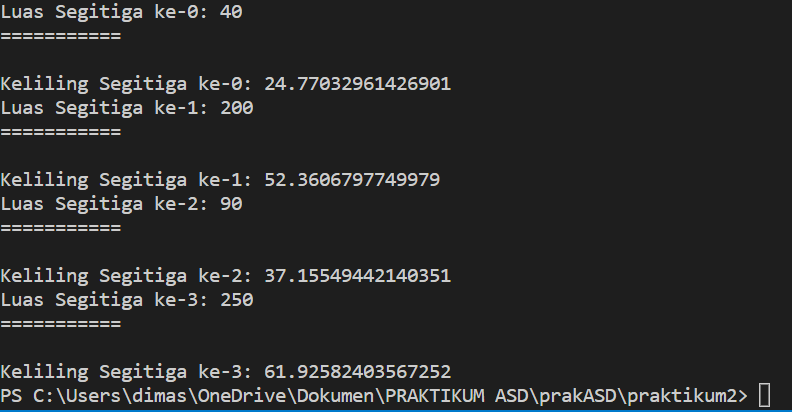 Luas Segitiga ke-0: 40
===========
Keliling Segitiga ke-0: 24.77032961426901
Luas Segitiga ke-1: 200
===========
Keliling Segitiga ke-1: 52.3606797749979
Luas Segitiga ke-2: 90
===========
Keliling Segitiga ke-2: 37.15549442140351
Luas Segitiga ke-3: 250
===========
Keliling Segitiga ke-3: 61.92582403567252
PS C:\Users\dimas\OneDrive\Dokumen\PRAKTIKUM ASD\prakASD\praktikum2>